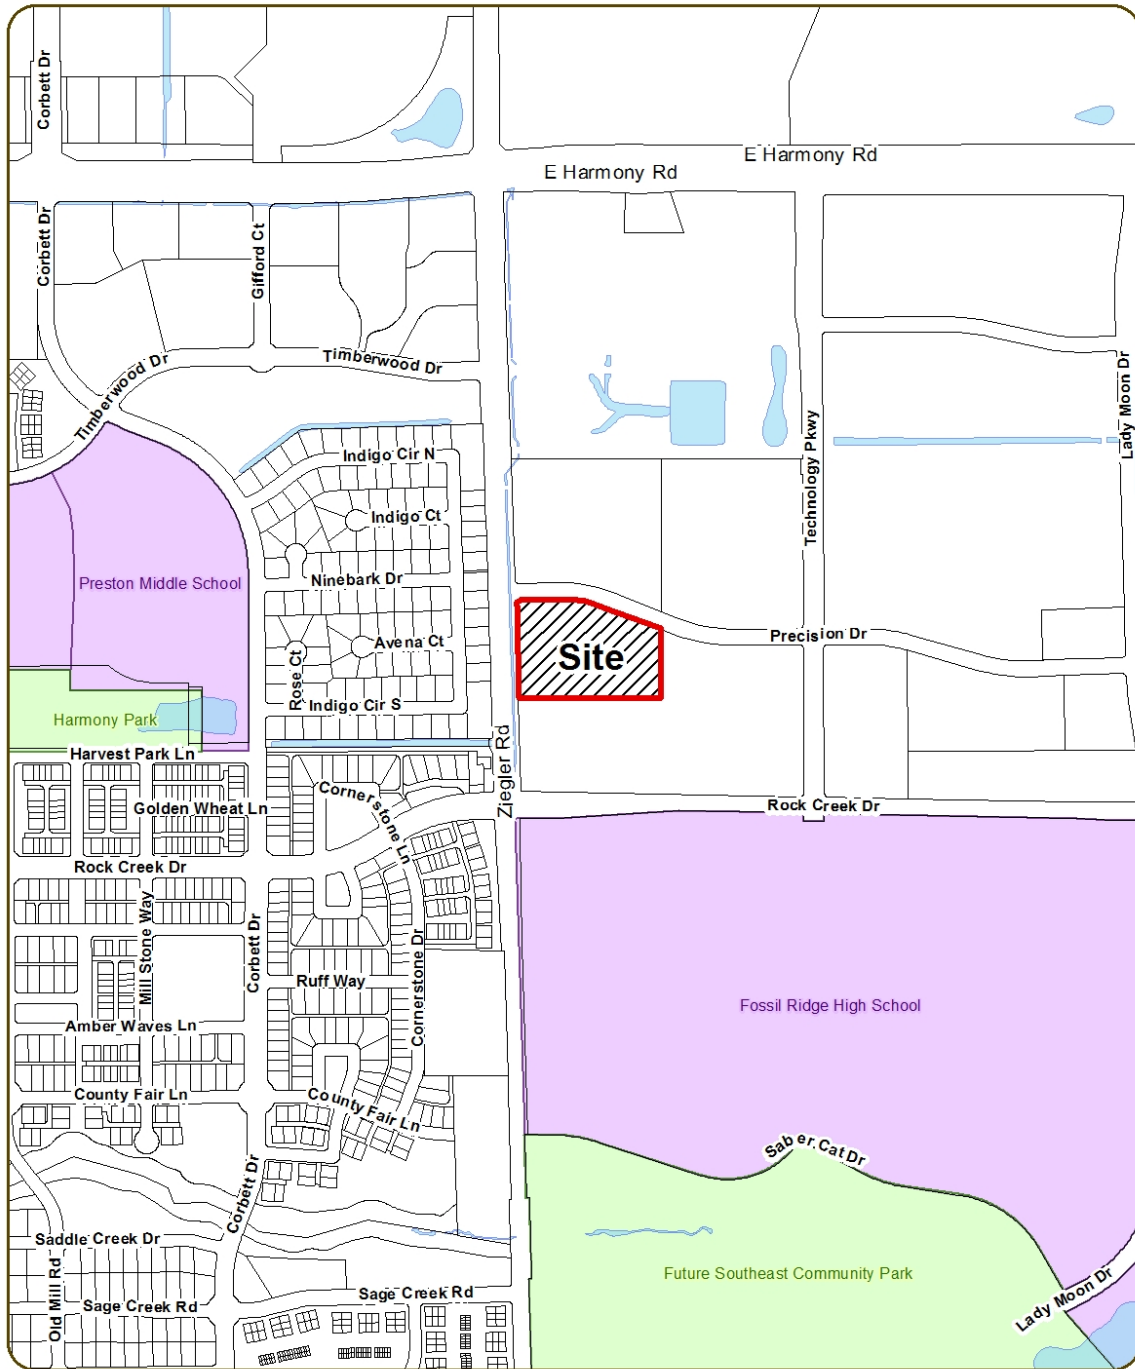 Corbett Dr
E Harmony Rd
E Harmony Rd
Corbett Dr
Gifford Ct
Timberwood Dr
Timberwood Dr
Lady Moon Dr
Technology Pkwy
Indigo Cir N
Indigo Ct
Preston Middle School
Ninebark Dr
Avena Ct
Precision Dr
Site
Rose Ct
Indigo Cir S
Harmony Park
Harvest Park Ln
Ziegler Rd
Cornerstone Ln
Golden Wheat Ln
Rock Creek Dr
Rock Creek Dr
Mill Stone Way
Corbett Dr
Cornerstone Dr
Ruff Way
Fossil Ridge High School
Amber Waves Ln
County Fair Ln
County Fair Ln
Saber Cat Dr
Corbett Dr
Saddle Creek Dr
Old Mill Rd
Future Southeast Community Park
Sage Creek Rd
Sage Creek Rd
Lady Moon Dr